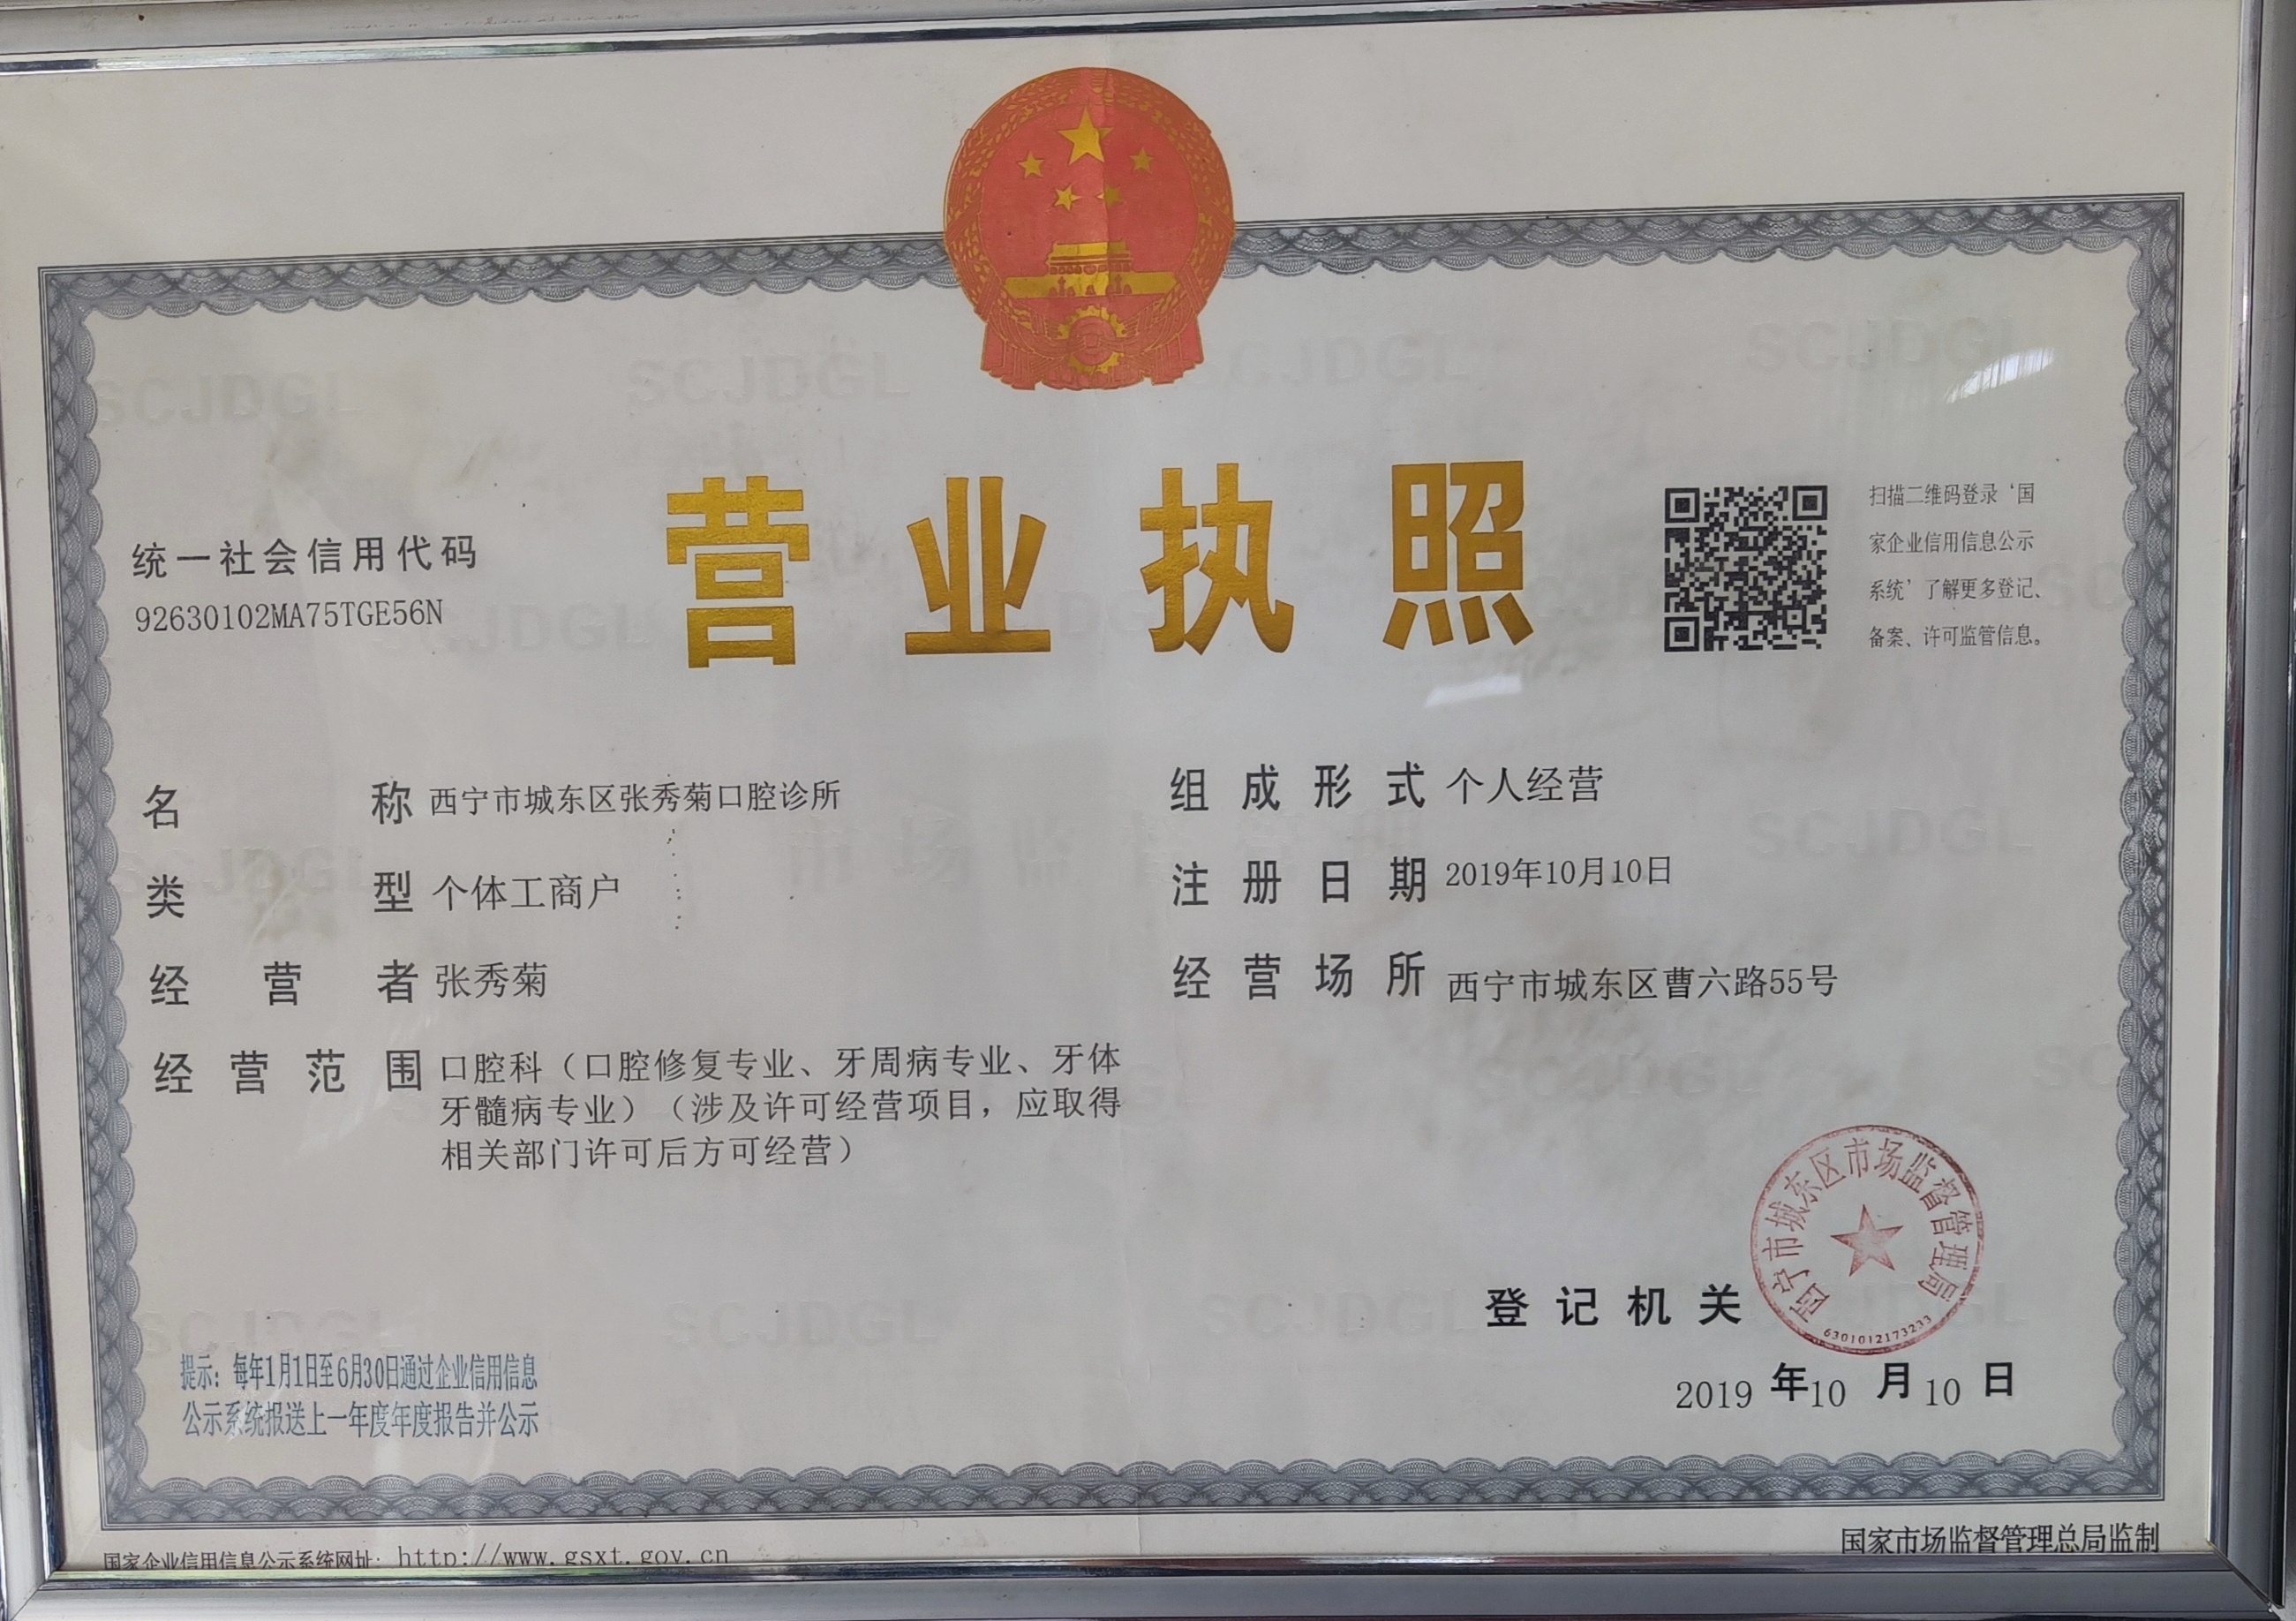 营业执照
统一社会信用代码
92630102MA75TGE56N
扫描二维码登录‘国
家企业信用信息公示
系统’了解更多登记、
备案、许可监管信息。
名称 西宁市城东区张秀菊口腔诊所
类型 个体工商户
经营者 张秀菊
经营范围 口腔科（口腔修复专业、牙周病专业、牙体
牙髓病专业）（涉及许可经营项目，应取得
相关部门许可后方可经营）
组成形式 个人经营
注册日期 2019年10月10日
经营场所 西宁市城东区曹六路55号
登记机关
西宁市城东区市场监督管理局
6301012173233
2019 年 10 月 10 日
提示：每年1月1日至6月30日通过企业信用信息
公示系统报送上一年度年度报告并公示
国家企业信用信息公示系统网址：http://www.gsxt.gov.cn
国家市场监督管理总局监制
SCJDGL
市场监督管理